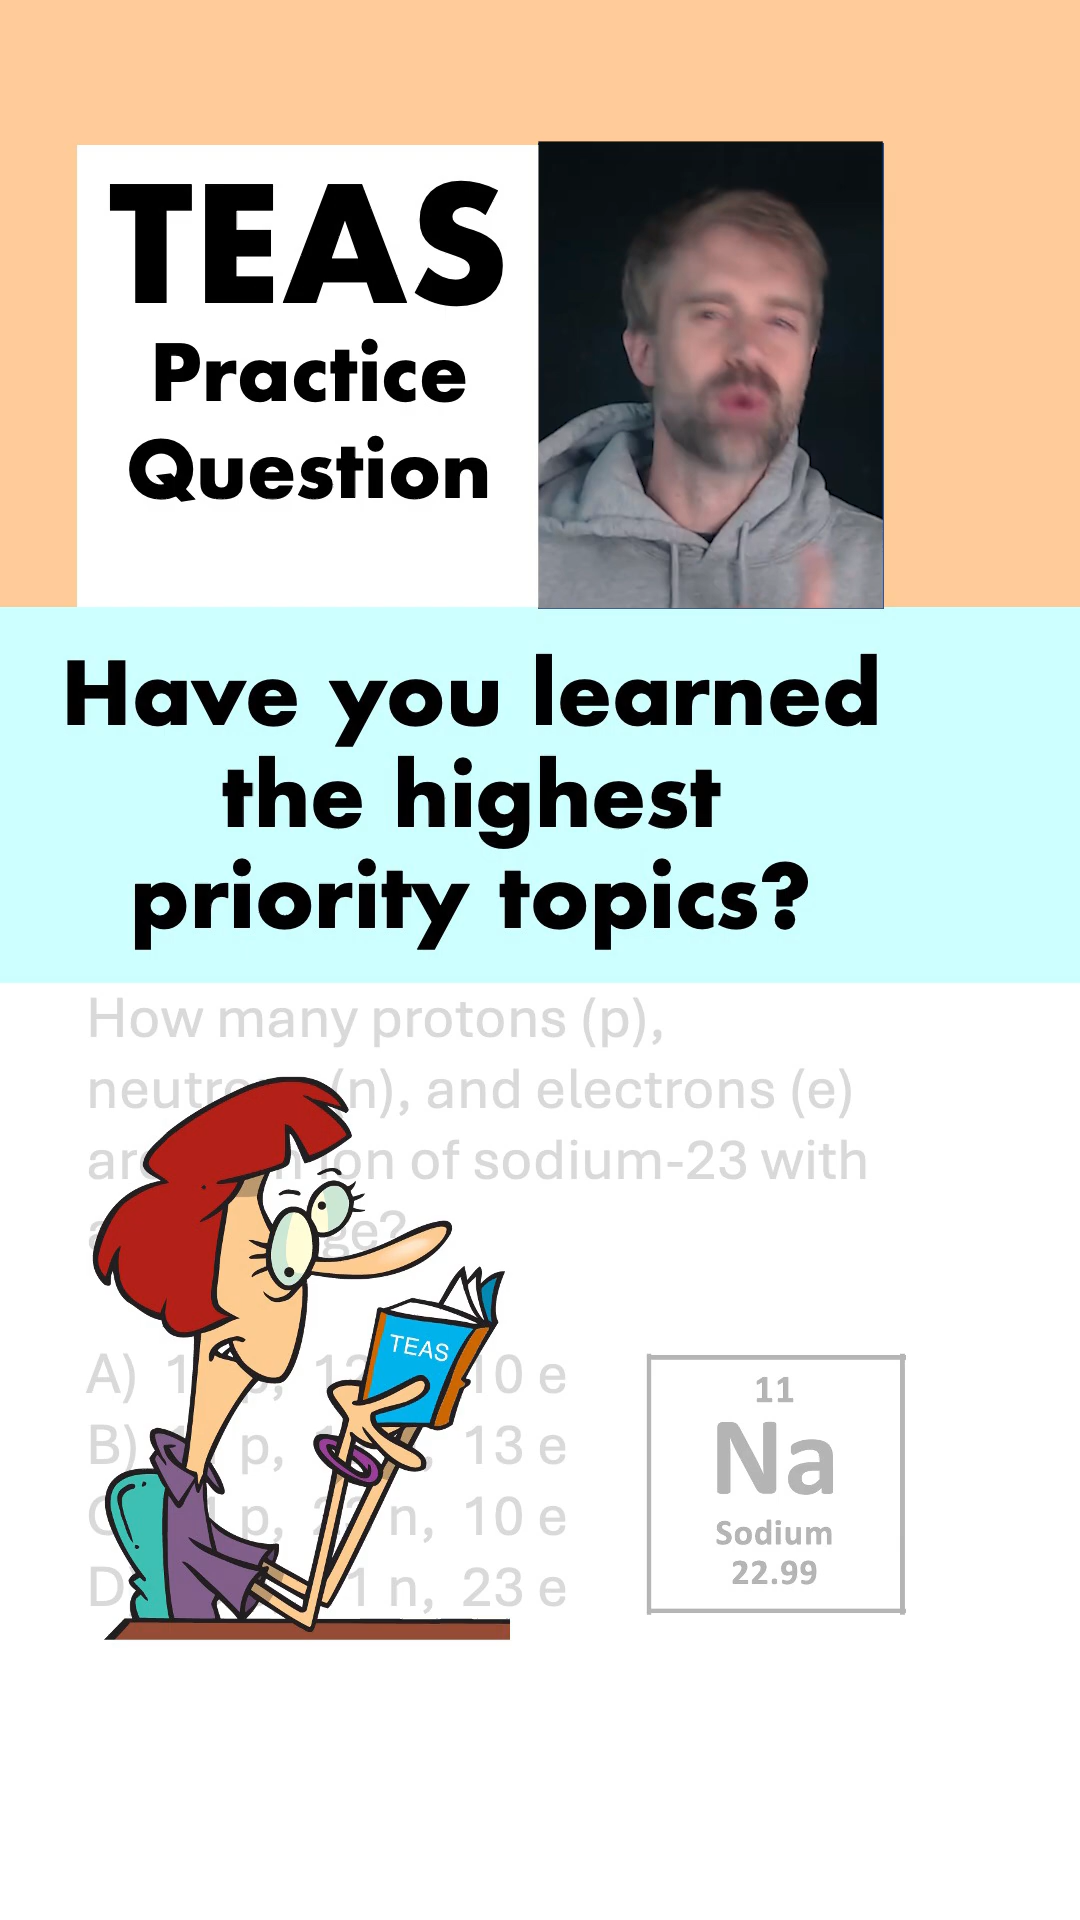 TEAS
Practice
Question
Have you learned
the highest
priority topics?
How many protons (p),
(n), and electrons (e)
ion of sodium-23 with
TEAS
A) 10 e
B) p, 13 e
p, n, 10 e
D 1 n, 23 e
11
Na
Sodium
22.99